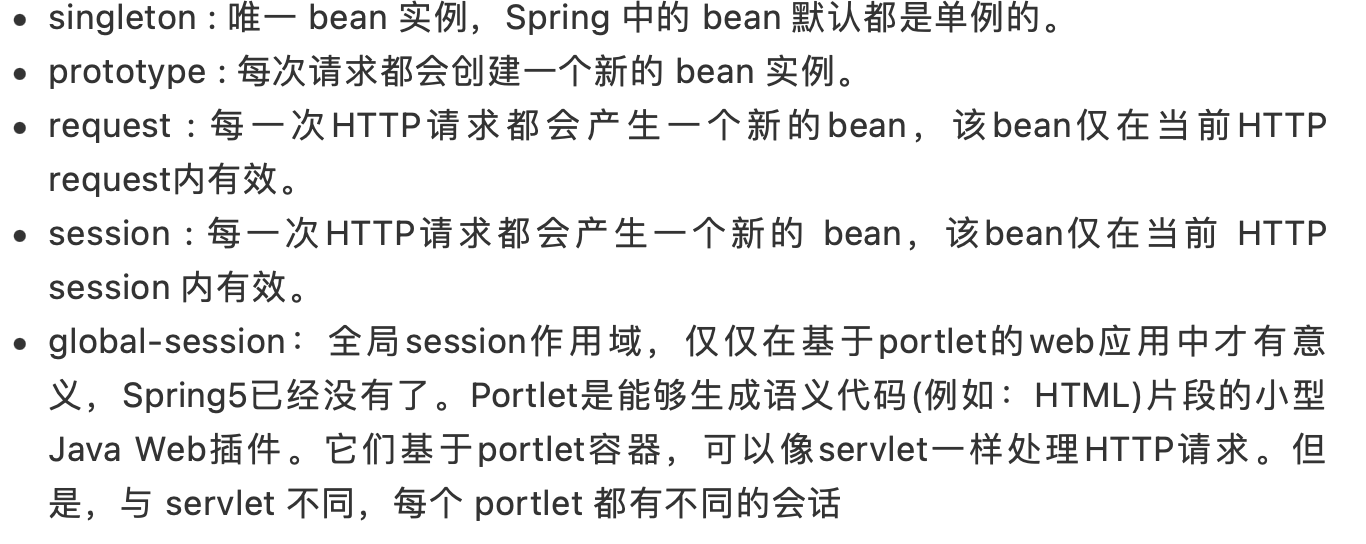 • singleton : 唯一 bean 实例，Spring 中的 bean 默认都是单例的。
• prototype : 每次请求都会创建一个新的 bean 实例。
• request : 每一次HTTP请求都会产生一个新的bean，该bean仅在当前HTTP
request内有效。
• session : 每一次HTTP请求都会产生一个新的 bean，该bean仅在当前 HTTP
session 内有效。
• global-session： 全局session作用域，仅仅在基于portlet的web应用中才有意
义，Spring5已经没有了。Portlet是能够生成语义代码(例如：HTML)片段的小型
Java Web插件。它们基于portlet容器，可以像servlet一样处理HTTP请求。但
是，与 servlet 不同，每个 portlet 都有不同的会话